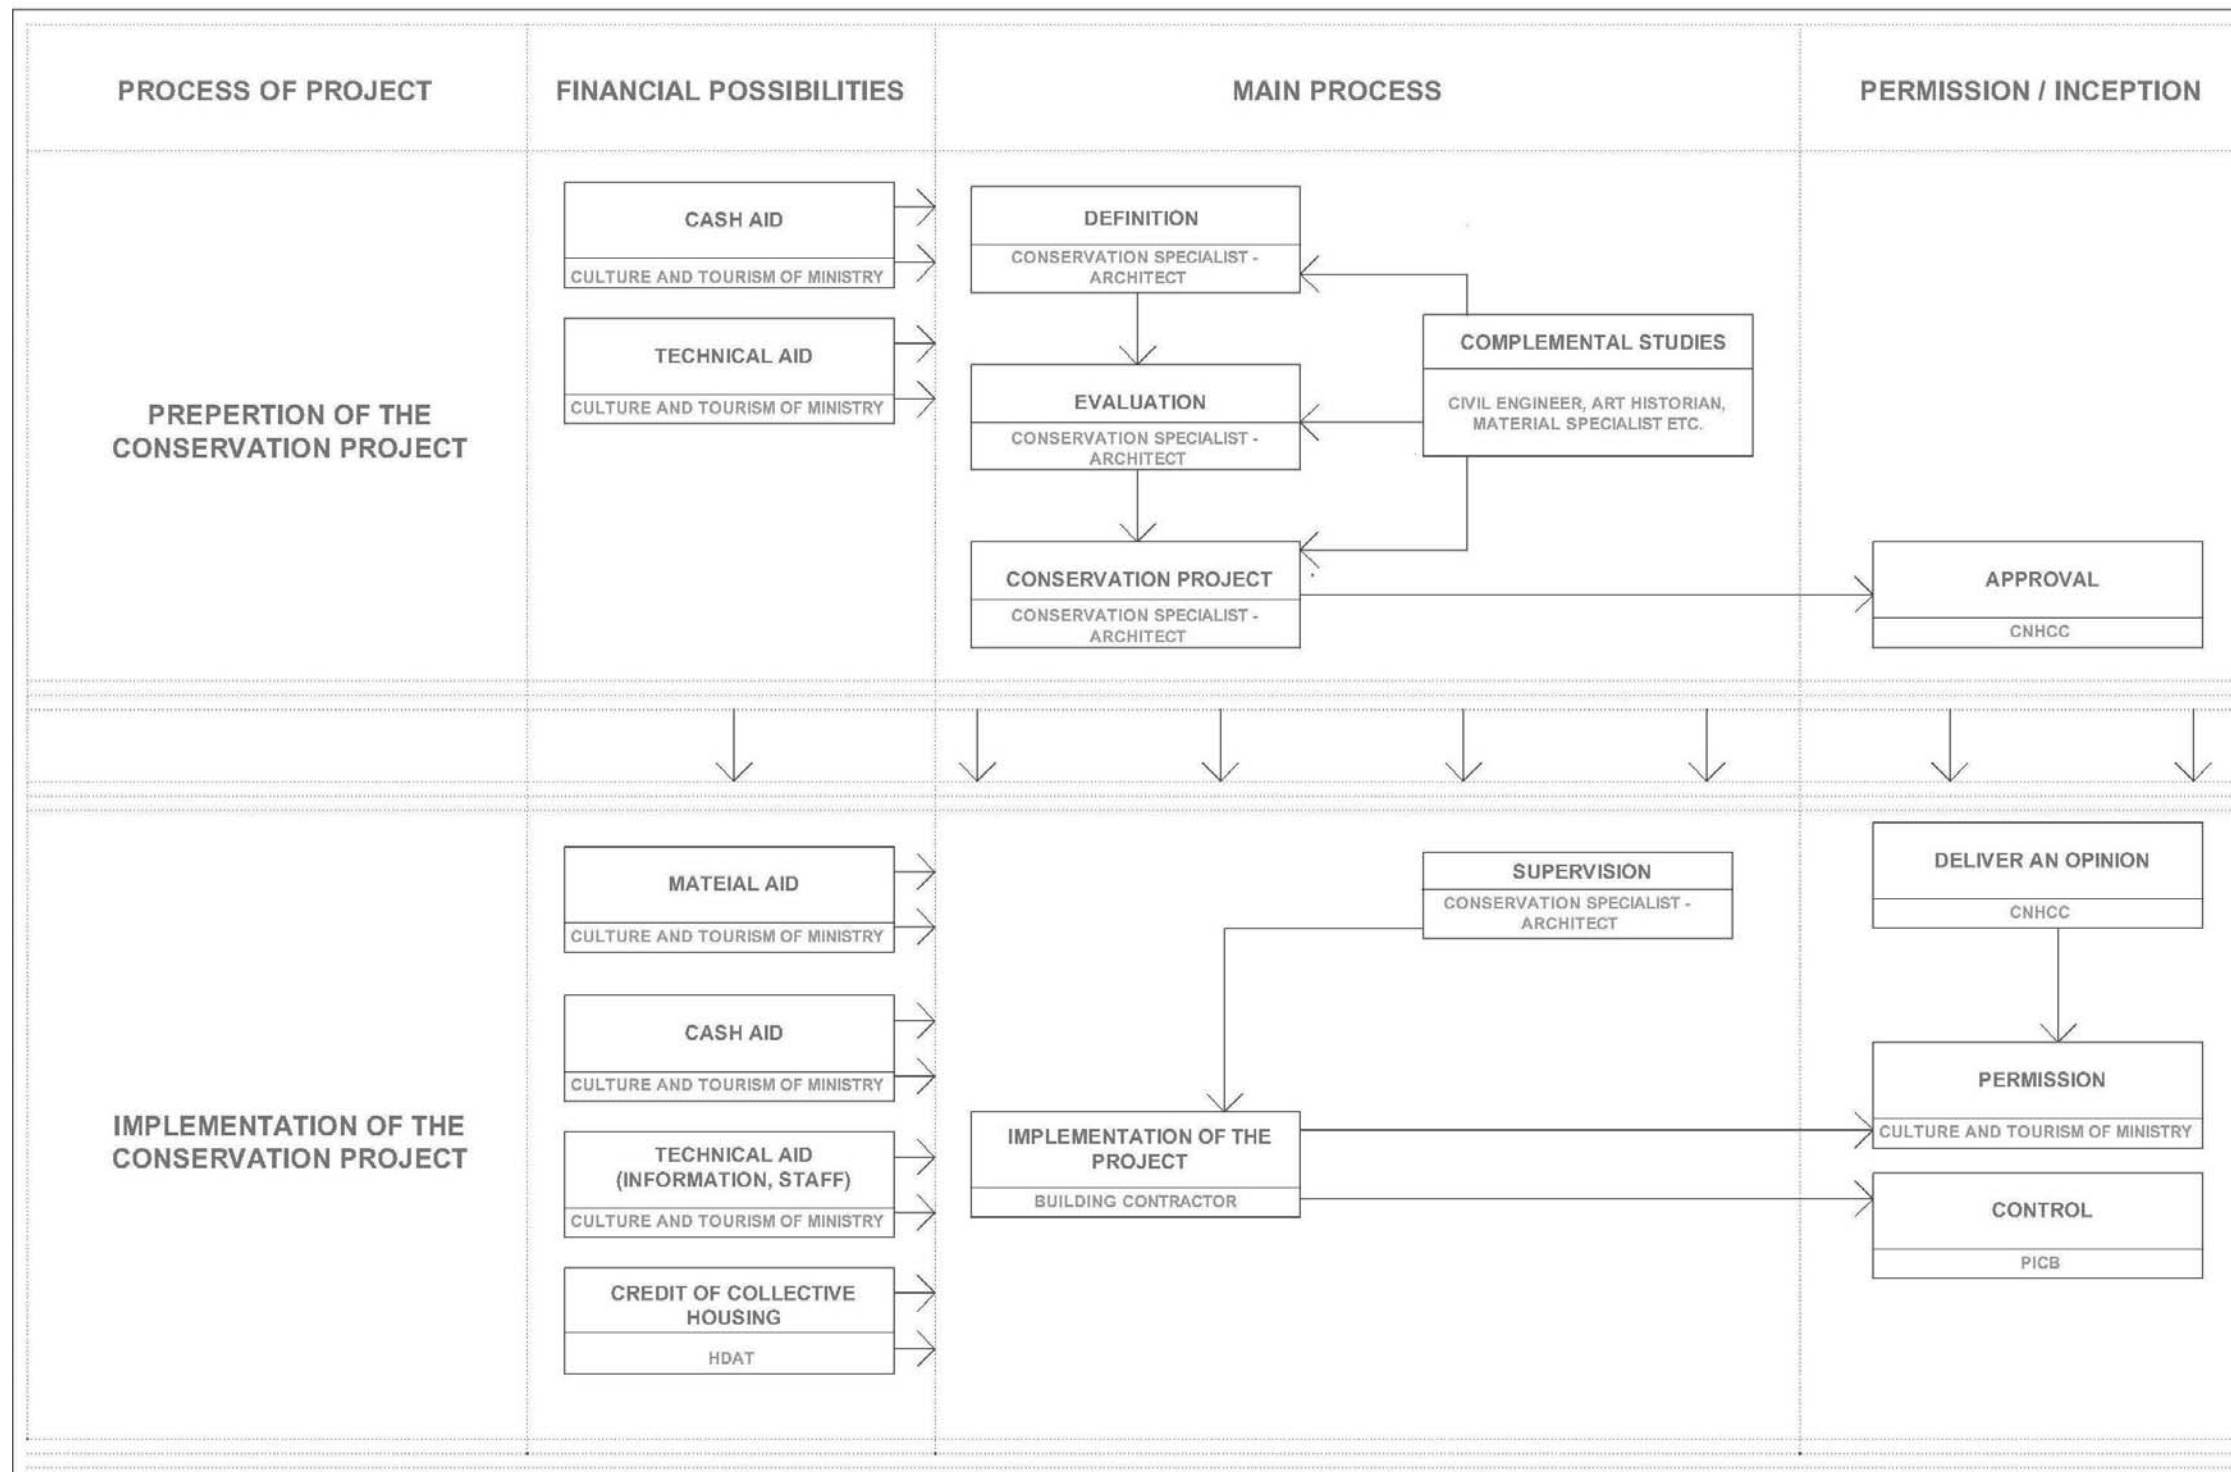 PROCESS OF PROJECT
FINANCIAL POSSIBILITIES
MAIN PROCESS
PERMISSION / INCEPTION
PREPERTION OF THE
CONSERVATION PROJECT
CASH AID
CULTURE AND TOURISM OF MINISTRY
TECHNICAL AID
CULTURE AND TOURISM OF MINISTRY
DEFINITION
CONSERVATION SPECIALIST -
ARCHITECT
EVALUATION
CONSERVATION SPECIALIST -
ARCHITECT
CONSERVATION PROJECT
CONSERVATION SPECIALIST -
ARCHITECT
COMPLEMENTAL STUDIES
CIVIL ENGINEER, ART HISTORIAN,
MATERIAL SPECIALIST ETC.
APPROVAL
CNHCC
IMPLEMENTATION OF THE
CONSERVATION PROJECT
MATEIAL AID
CULTURE AND TOURISM OF MINISTRY
CASH AID
CULTURE AND TOURISM OF MINISTRY
TECHNICAL AID
(INFORMATION, STAFF)
CULTURE AND TOURISM OF MINISTRY
CREDIT OF COLLECTIVE
HOUSING
HDAT
SUPERVISION
CONSERVATION SPECIALIST -
ARCHITECT
IMPLEMENTATION OF THE
PROJECT
BUILDING CONTRACTOR
DELIVER AN OPINION
CNHCC
PERMISSION
CULTURE AND TOURISM OF MINISTRY
CONTROL
PICB